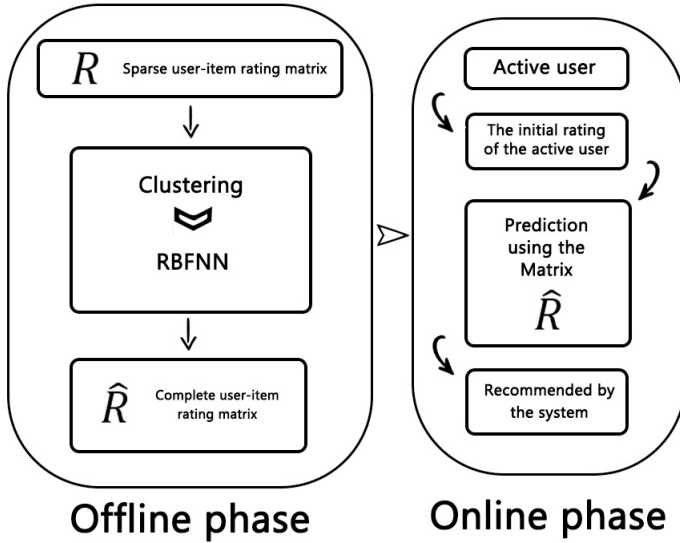 R Sparse user-item rating matrix
Clustering
RBFNN
R̂ Complete user-item
rating matrix
Offline phase
Active user
The initial rating
of the active user
Prediction
using the
Matrix
R̂
Recommended by
the system
Online phase